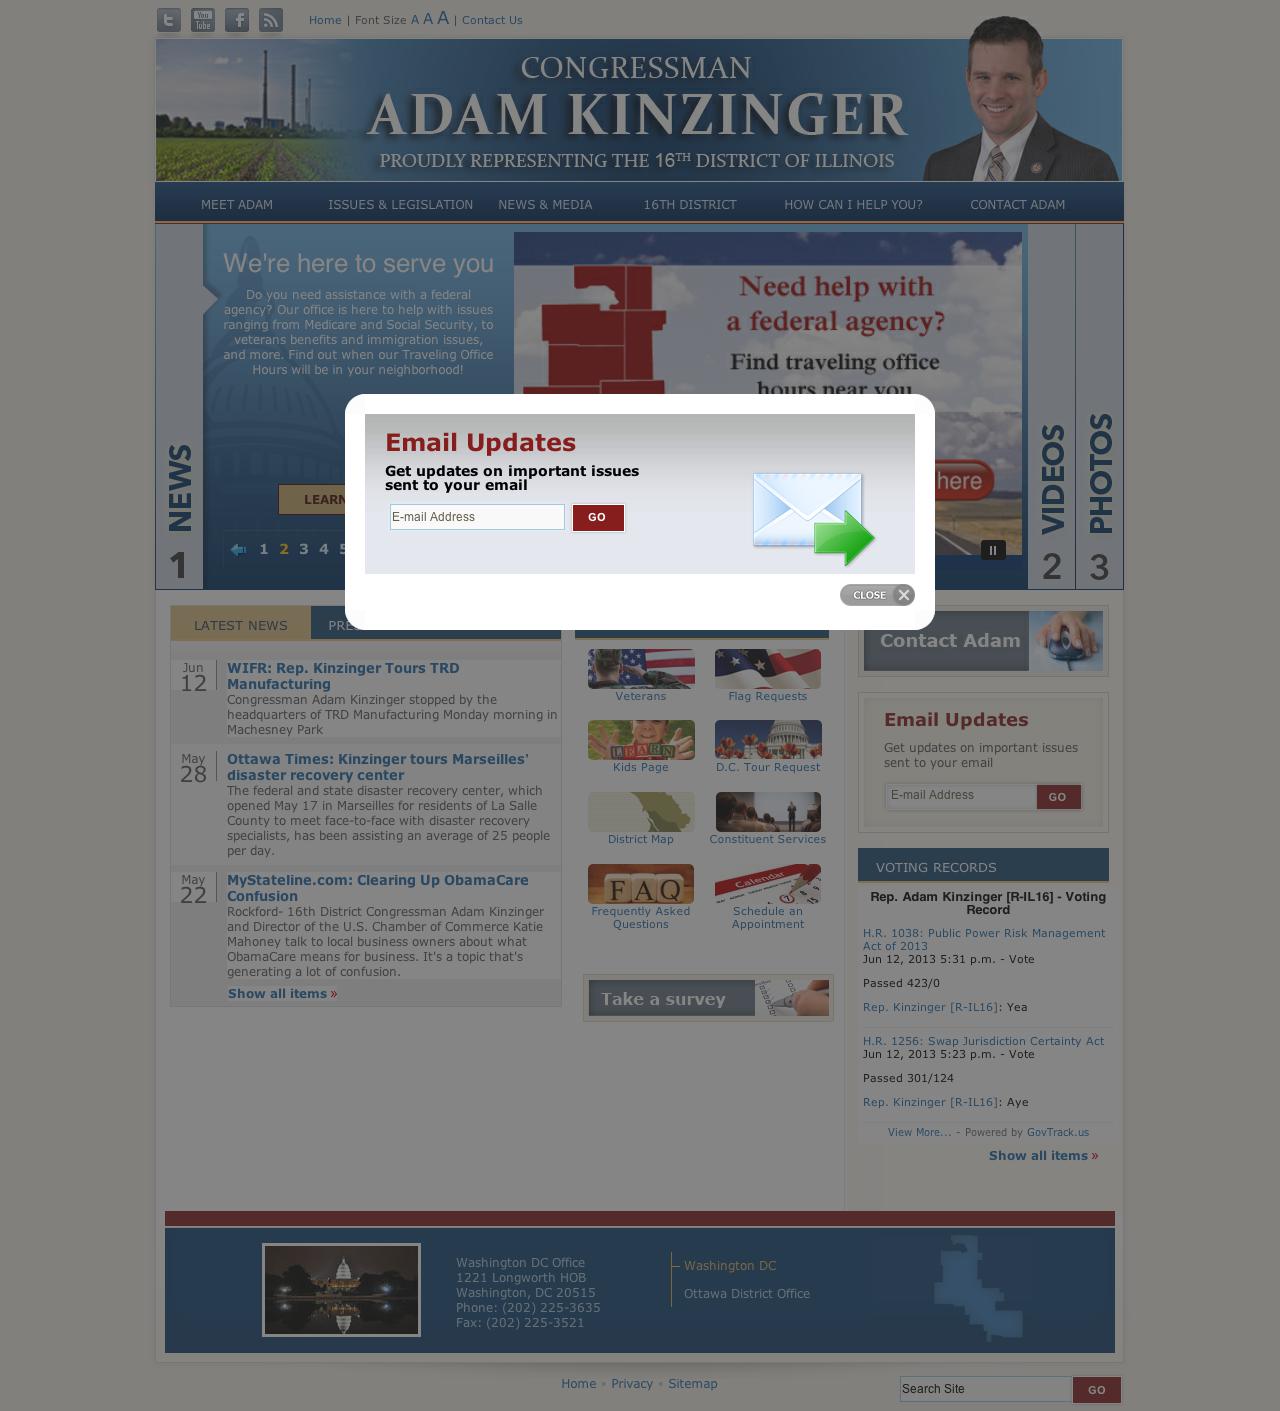 Home | Font Size A A A | Contact Us
CONGRESSMAN
ADAM KINZINGER
PROUDLY REPRESENTING THE 16TH DISTRICT OF ILLINOIS
MEET ADAM ISSUES & LEGISLATION NEWS & MEDIA 16TH DISTRICT HOW CAN I HELP YOU? CONTACT ADAM
NEWS
1
We're here to serve you
Do you need assistance with a federal
agency? Our office is here to help with issues
ranging from Medicare and Social Security, to
veterans benefits and immigration issues,
and more. Find out when our Traveling Office
Hours will be in your neighborhood!
LEARN
1 2 3 4 5
Need help with
a federal agency?
Find traveling office
hours near you
here
VIDEOS
2
PHOTOS
3
Email Updates
Get updates on important issues
sent to your email
E-mail Address GO
CLOSE
LATEST NEWS
Jun
12
WIFR: Rep. Kinzinger Tours TRD
Manufacturing
Congressman Adam Kinzinger stopped by the
headquarters of TRD Manufacturing Monday morning in
Machesney Park
May
28
Ottawa Times: Kinzinger tours Marseilles'
disaster recovery center
The federal and state disaster recovery center, which
opened May 17 in Marseilles for residents of La Salle
County to meet face-to-face with disaster recovery
specialists, has been assisting an average of 25 people
per day.
May
22
MyStateline.com: Clearing Up ObamaCare
Confusion
Rockford- 16th District Congressman Adam Kinzinger
and Director of the U.S. Chamber of Commerce Katie
Mahoney talk to local business owners about what
ObamaCare means for business. It's a topic that's
generating a lot of confusion.
Show all items »
Veterans
Flag Requests
LEARN
Kids Page
D.C. Tour Request
District Map
Constituent Services
FAQ
Frequently Asked
Questions
Calendar
Schedule an
Appointment
Take a survey
Contact Adam
Email Updates
Get updates on important issues
sent to your email
E-mail Address GO
VOTING RECORDS
Rep. Adam Kinzinger [R-IL16] - Voting
Record
H.R. 1038: Public Power Risk Management
Act of 2013
Jun 12, 2013 5:31 p.m. - Vote
Passed 423/0
Rep. Kinzinger [R-IL16]: Yea
H.R. 1256: Swap Jurisdiction Certainty Act
Jun 12, 2013 5:23 p.m. - Vote
Passed 301/124
Rep. Kinzinger [R-IL16]: Aye
View More... - Powered by GovTrack.us
Show all items »
Washington DC Office
1221 Longworth HOB
Washington, DC 20515
Phone: (202) 225-3635
Fax: (202) 225-3521
Washington DC
Ottawa District Office
Home • Privacy • Sitemap
Search Site GO